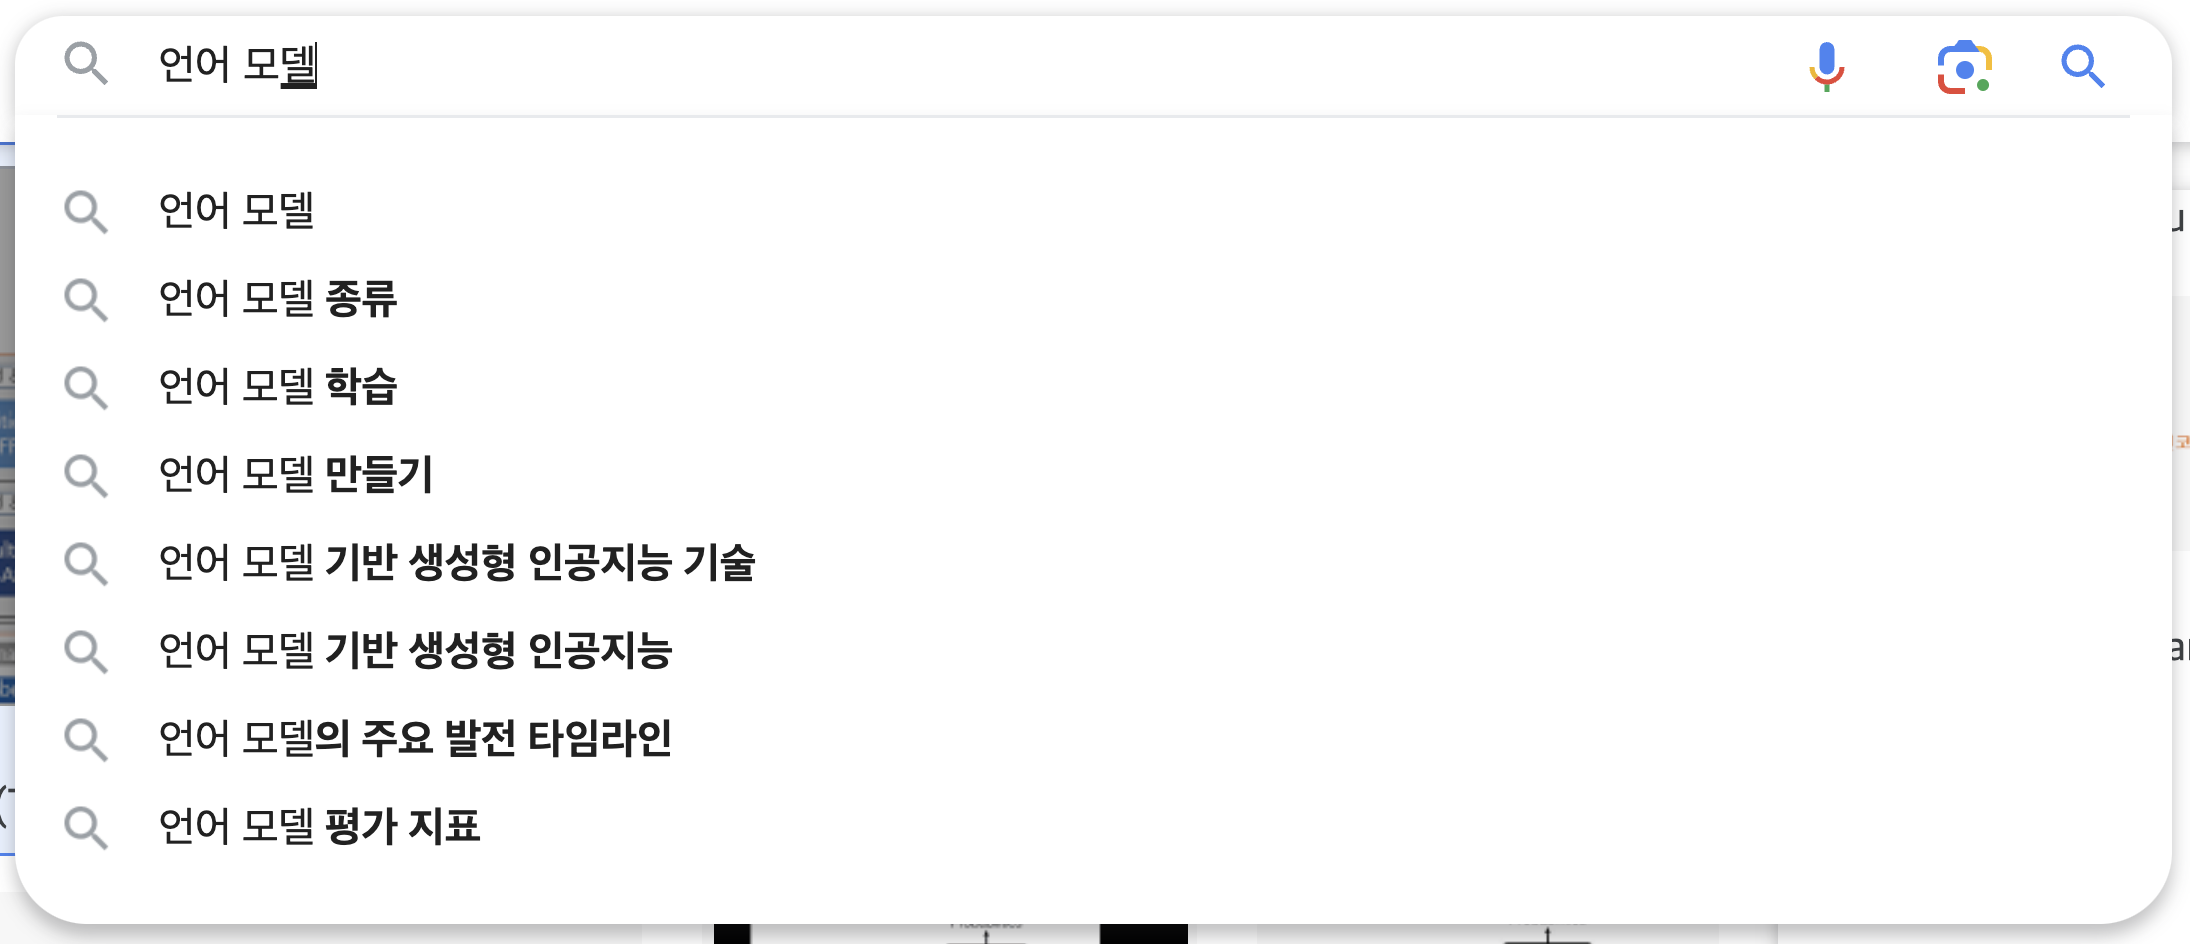 언어 모델
언어 모델
언어 모델 종류
언어 모델 학습
언어 모델 만들기
언어 모델 기반 생성형 인공지능 기술
언어 모델 기반 생성형 인공지능
언어 모델의 주요 발전 타임라인
언어 모델 평가 지표